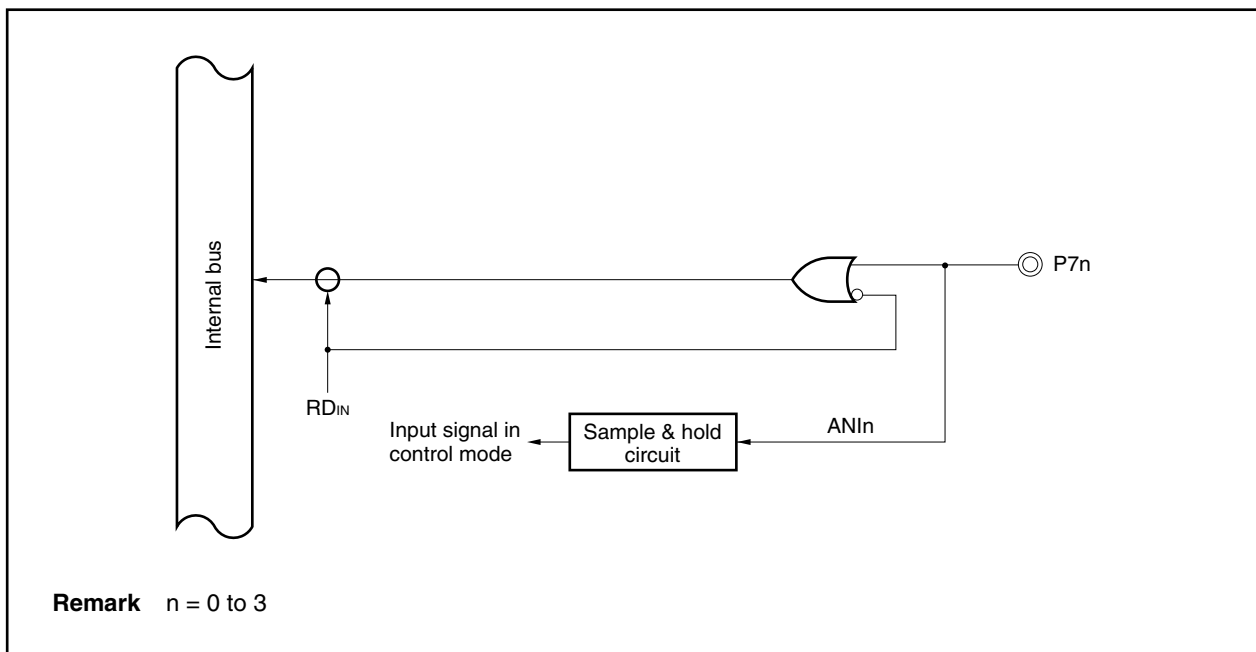 Internal bus
P7n
RDIN
Input signal in
control mode
Sample & hold
circuit
ANIn
Remark n = 0 to 3